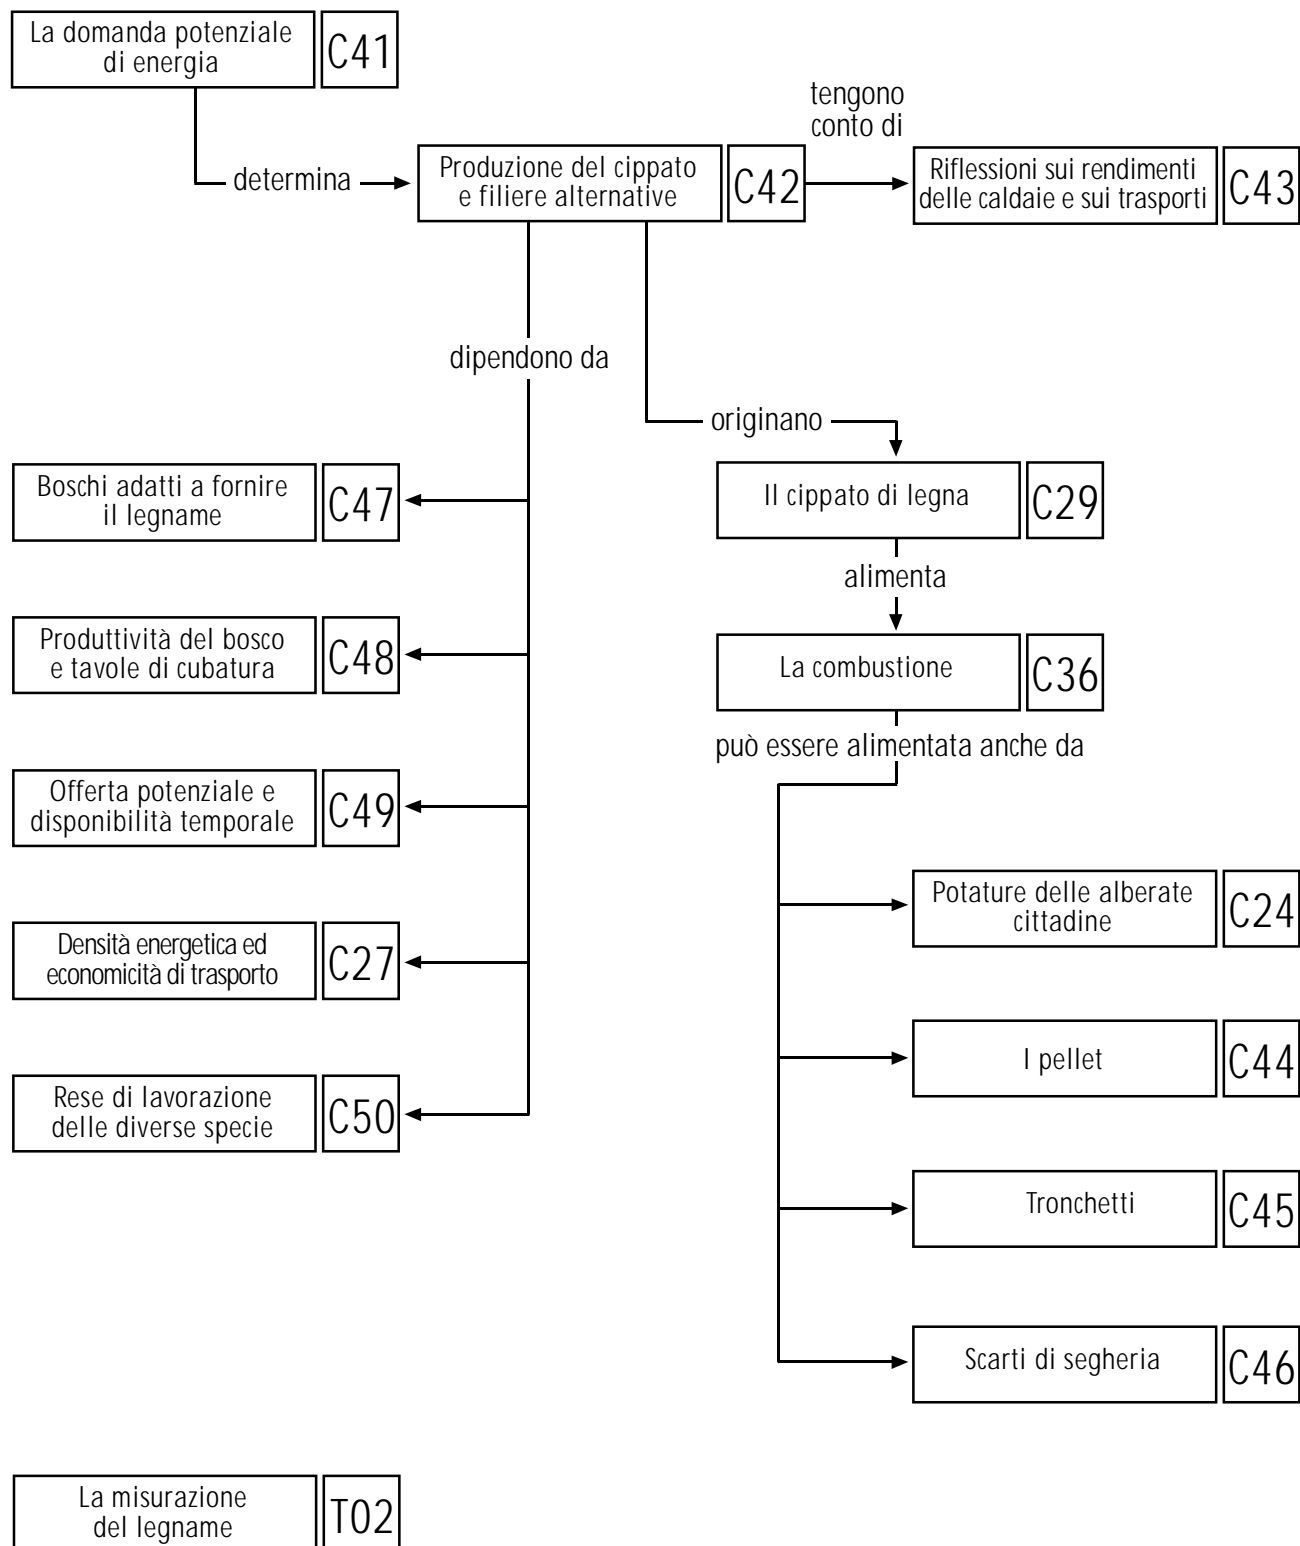 La domanda potenziale
di energia
C41
tengono
conto di
determina
Produzione del cippato
e filiere alternative
C42
Riflessioni sui rendimenti
delle caldaie e sui trasporti
C43
dipendono da
originano
Boschi adatti a fornire
il legname
C47
Il cippato di legna
C29
alimenta
Produttività del bosco
e tavole di cubatura
C48
La combustione
C36
può essere alimentata anche da
Offerta potenziale e
disponibilità temporale
C49
Potature delle alberate
cittadine
C24
Densità energetica ed
economicità di trasporto
C27
I pellet
C44
Rese di lavorazione
delle diverse specie
C50
Tronchetti
C45
Scarti di segheria
C46
La misurazione
del legname
T02